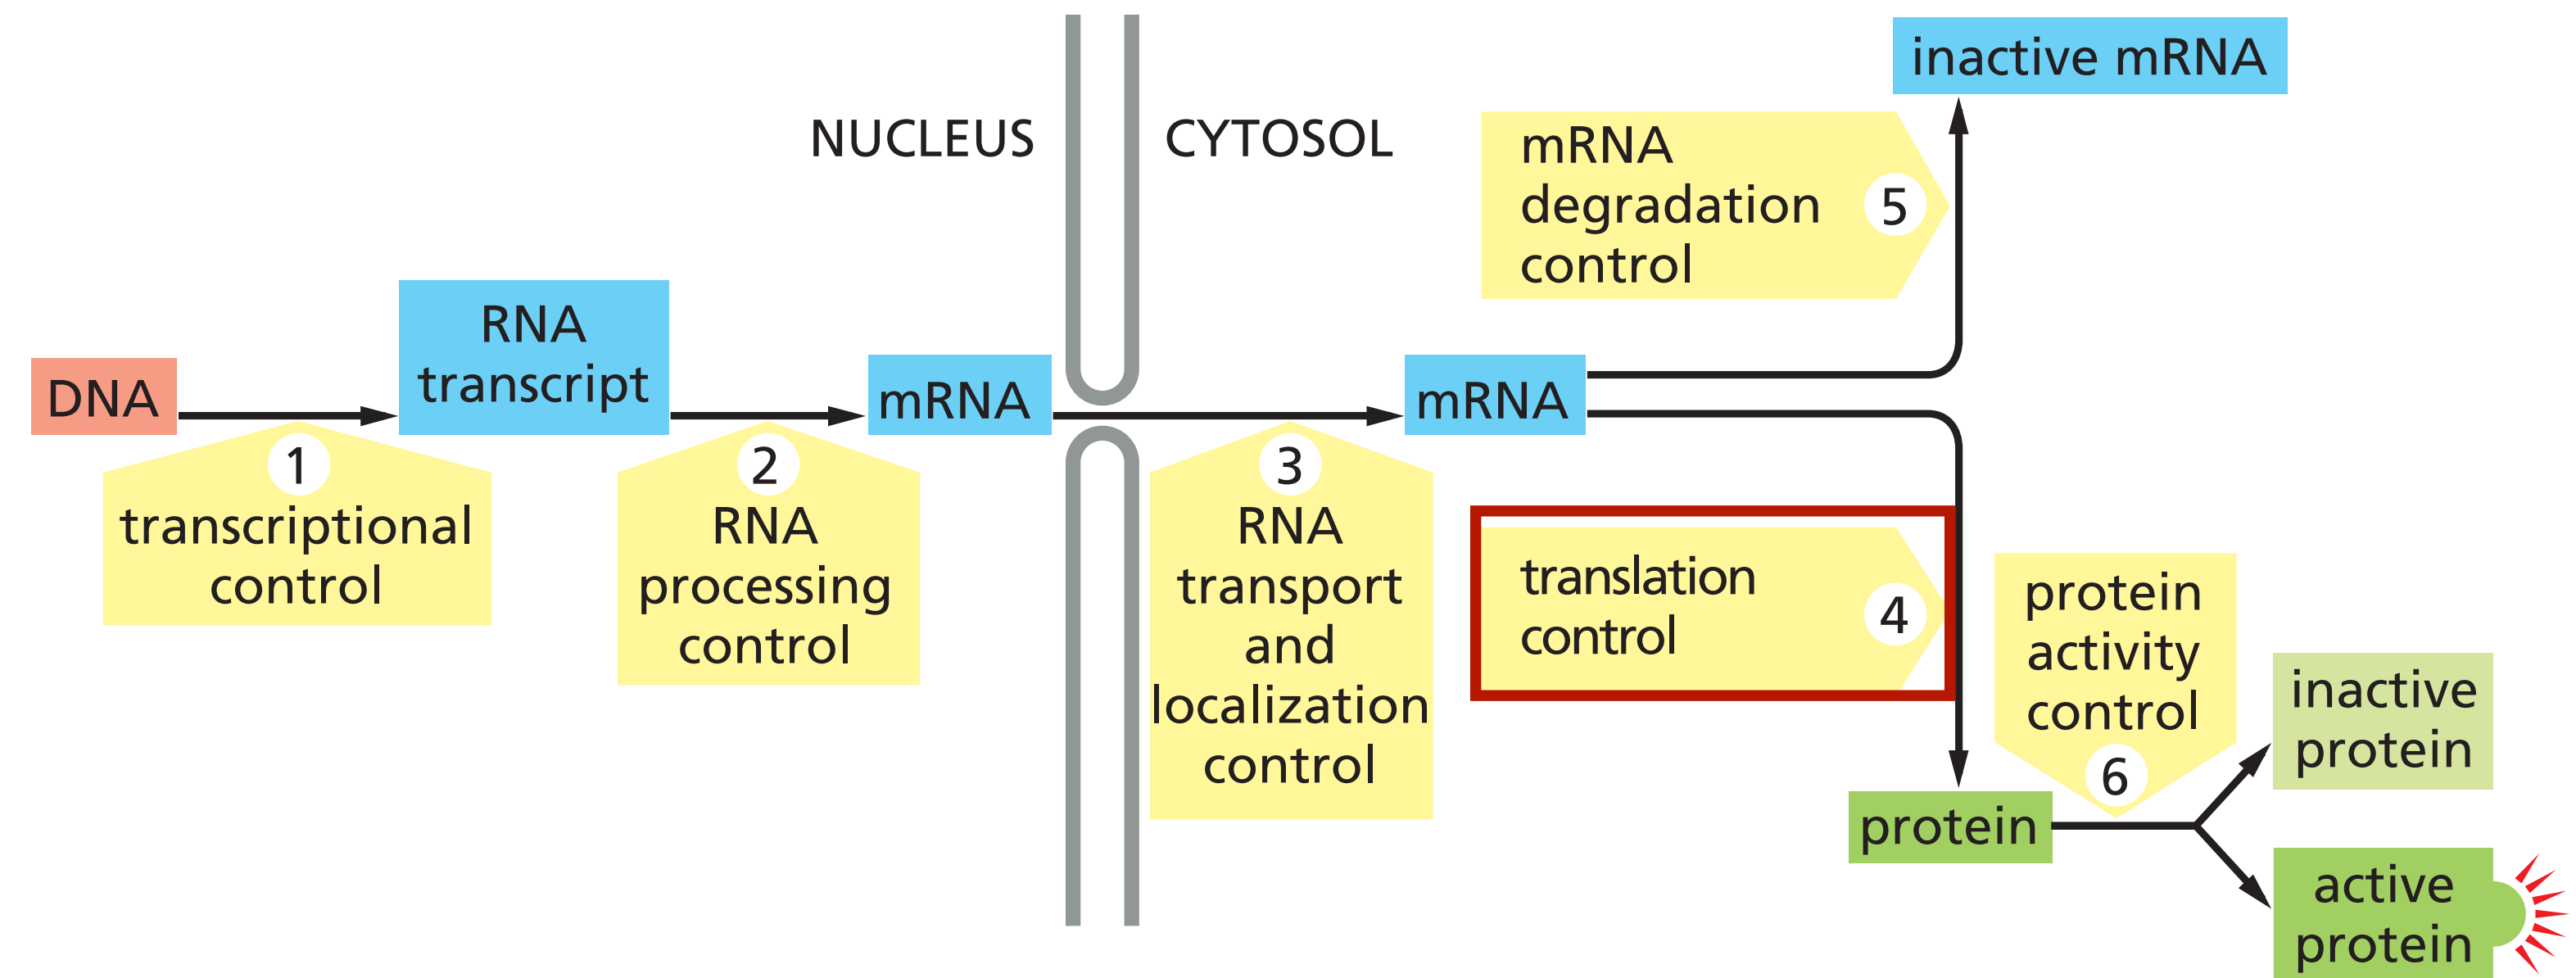 NUCLEUS
CYTOSOL
DNA
RNA
transcript
mRNA
mRNA
inactive mRNA
1
transcriptional
control
2
RNA
processing
control
3
RNA
transport
and
localization
control
mRNA
degradation
control
5
translation
control
4
protein
activity
control
6
protein
inactive
protein
active
protein